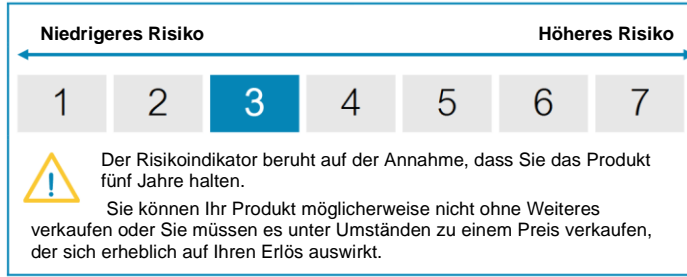 Niedrigeres Risiko Höheres Risiko
1 2 3 4 5 6 7
Der Risikoindikator beruht auf der Annahme, dass Sie das Produkt
fünf Jahre halten.
Sie können Ihr Produkt möglicherweise nicht ohne Weiteres
verkaufen oder Sie müssen es unter Umständen zu einem Preis verkaufen,
der sich erheblich auf Ihren Erlös auswirkt.